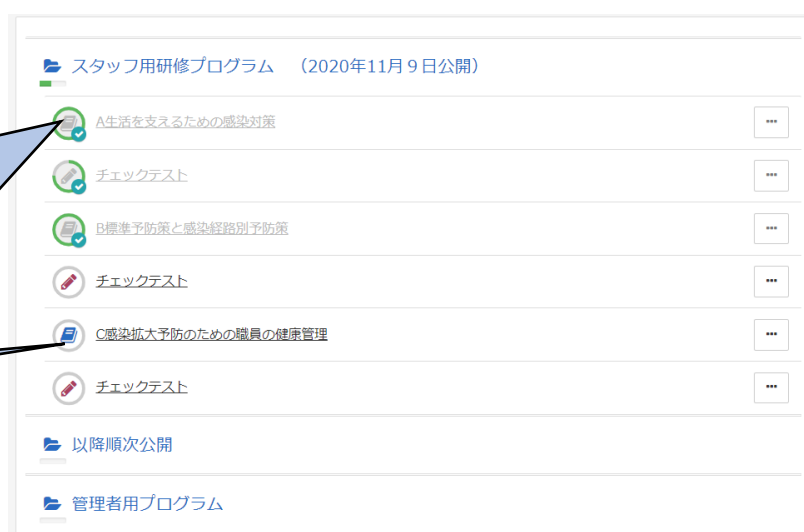 スタッフ用研修プログラム　（2020年11月９日公開）
A生活を支えるための感染対策
チェックテスト
B標準予防策と感染経路別予防策
チェックテスト
C感染拡大予防のための職員の健康管理
チェックテスト
以降順次公開
管理者用プログラム